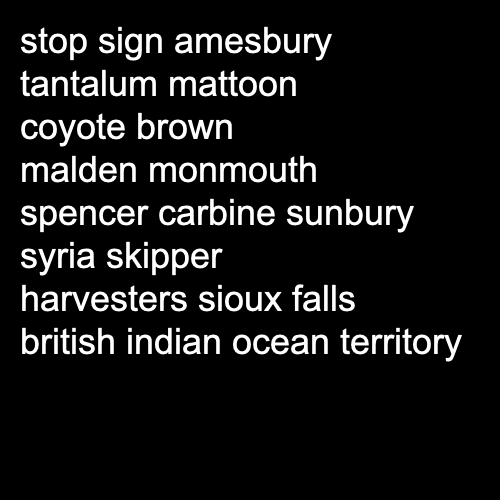 stop sign amesbury
tantalum mattoon
coyote brown
malden monmouth
spencer carbine sunbury
syria skipper
harvesters sioux falls
british indian ocean territory